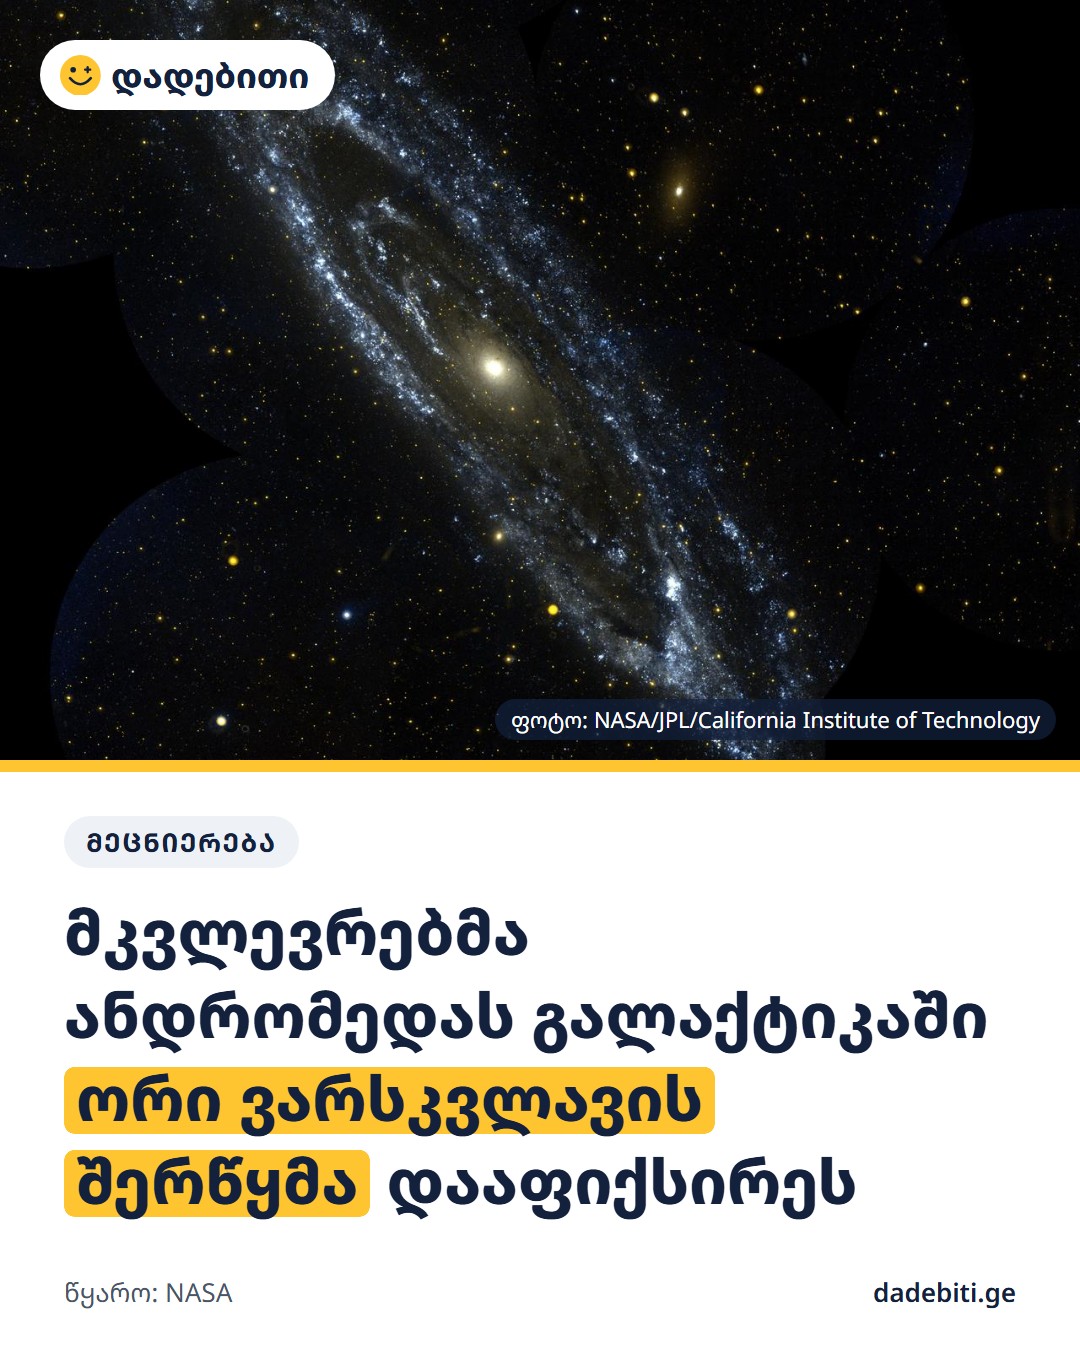 დადებითი
ფოტო: NASA/JPL/California Institute of Technology
მეცნიერება
მკვლევრებმა
ანდრომედას გალაქტიკაში
ორი ვარსკვლავის
შერწყმა დააფიქსირეს
წყარო: NASA
dadebiti.ge